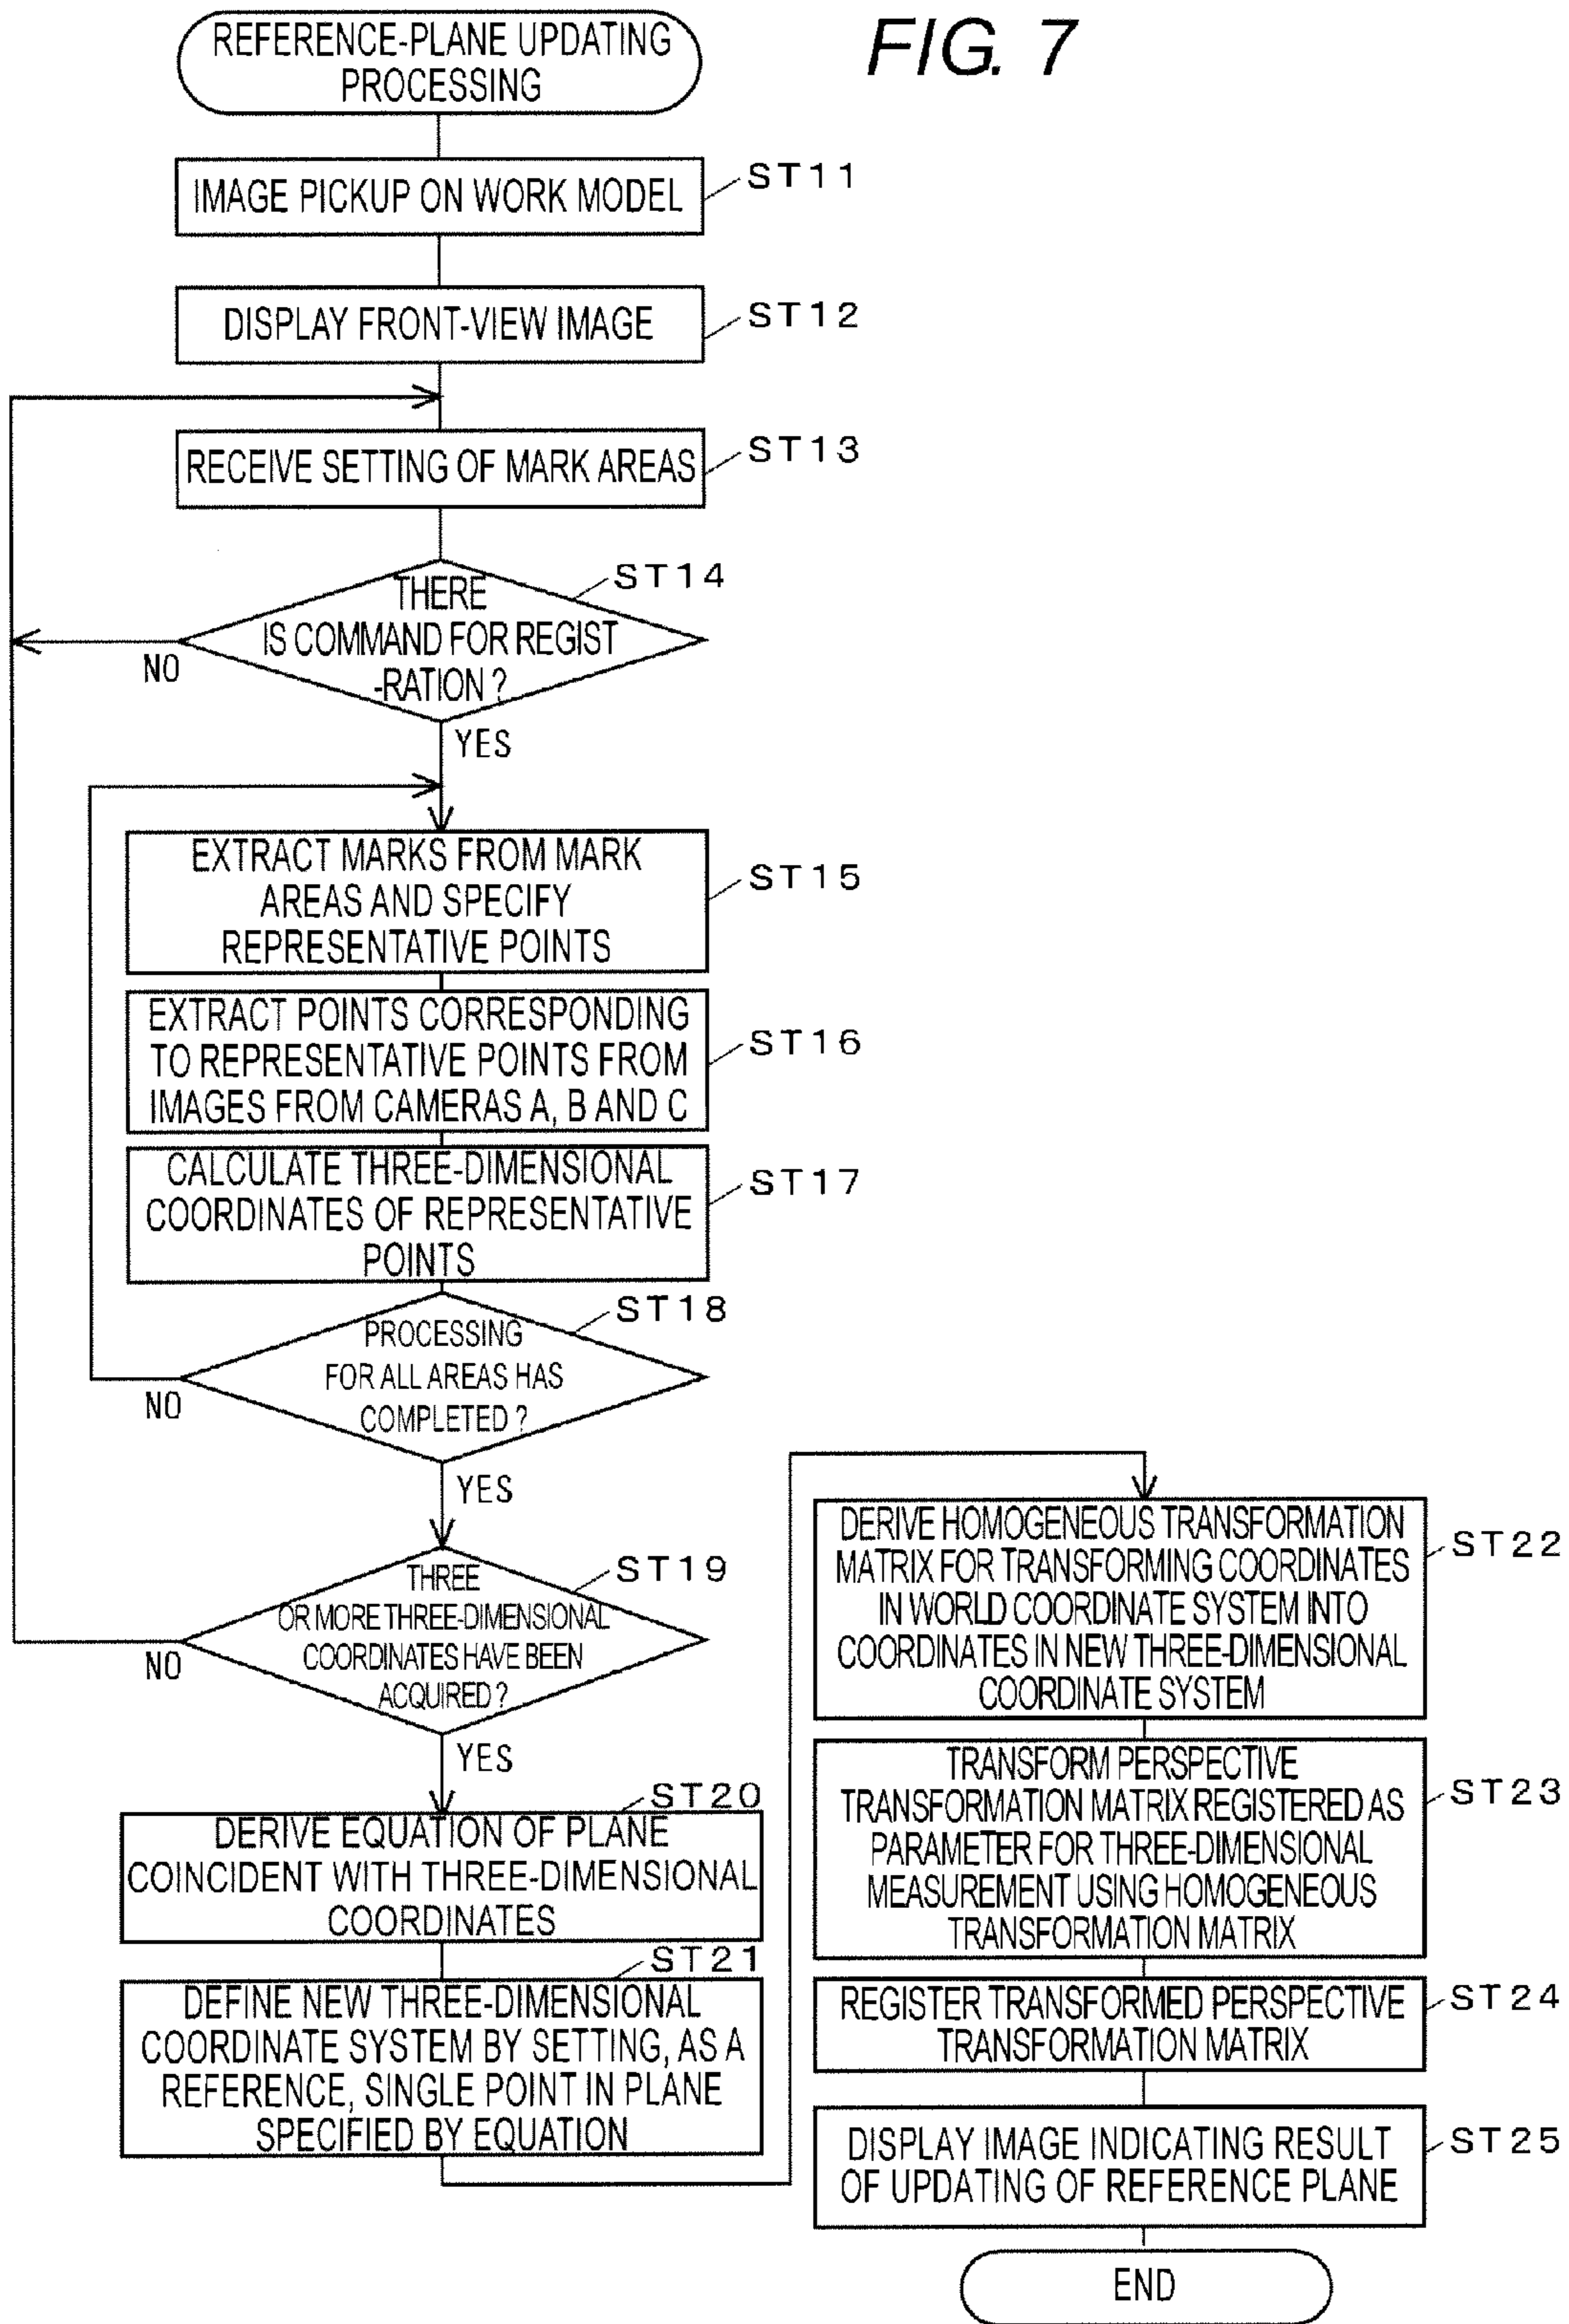 FIG. 7
REFERENCE-PLANE UPDATING
PROCESSING
IMAGE PICKUP ON WORK MODEL
ST11
DISPLAY FRONT-VIEW IMAGE
ST12
RECEIVE SETTING OF MARK AREAS
ST13
ST14
THERE
IS COMMAND FOR REGIST
-RATION ?
NO
YES
EXTRACT MARKS FROM MARK
AREAS AND SPECIFY
REPRESENTATIVE POINTS
ST15
EXTRACT POINTS CORRESPONDING
TO REPRESENTATIVE POINTS FROM
IMAGES FROM CAMERAS A, B AND C
ST16
CALCULATE THREE-DIMENSIONAL
COORDINATES OF REPRESENTATIVE
POINTS
ST17
ST18
PROCESSING
FOR ALL AREAS HAS
COMPLETED ?
NO
YES
ST19
THREE
OR MORE THREE-DIMENSIONAL
COORDINATES HAVE BEEN
ACQUIRED ?
NO
YES
ST20
DERIVE EQUATION OF PLANE
COINCIDENT WITH THREE-DIMENSIONAL
COORDINATES
ST21
DEFINE NEW THREE-DIMENSIONAL
COORDINATE SYSTEM BY SETTING, AS A
REFERENCE, SINGLE POINT IN PLANE
SPECIFIED BY EQUATION
DERIVE HOMOGENEOUS TRANSFORMATION
MATRIX FOR TRANSFORMING COORDINATES
IN WORLD COORDINATE SYSTEM INTO
COORDINATES IN NEW THREE-DIMENSIONAL
COORDINATE SYSTEM
ST22
TRANSFORM PERSPECTIVE
TRANSFORMATION MATRIX REGISTERED AS
PARAMETER FOR THREE-DIMENSIONAL
MEASUREMENT USING HOMOGENEOUS
TRANSFORMATION MATRIX
ST23
REGISTER TRANSFORMED PERSPECTIVE
TRANSFORMATION MATRIX
ST24
DISPLAY IMAGE INDICATING RESULT
OF UPDATING OF REFERENCE PLANE
ST25
END